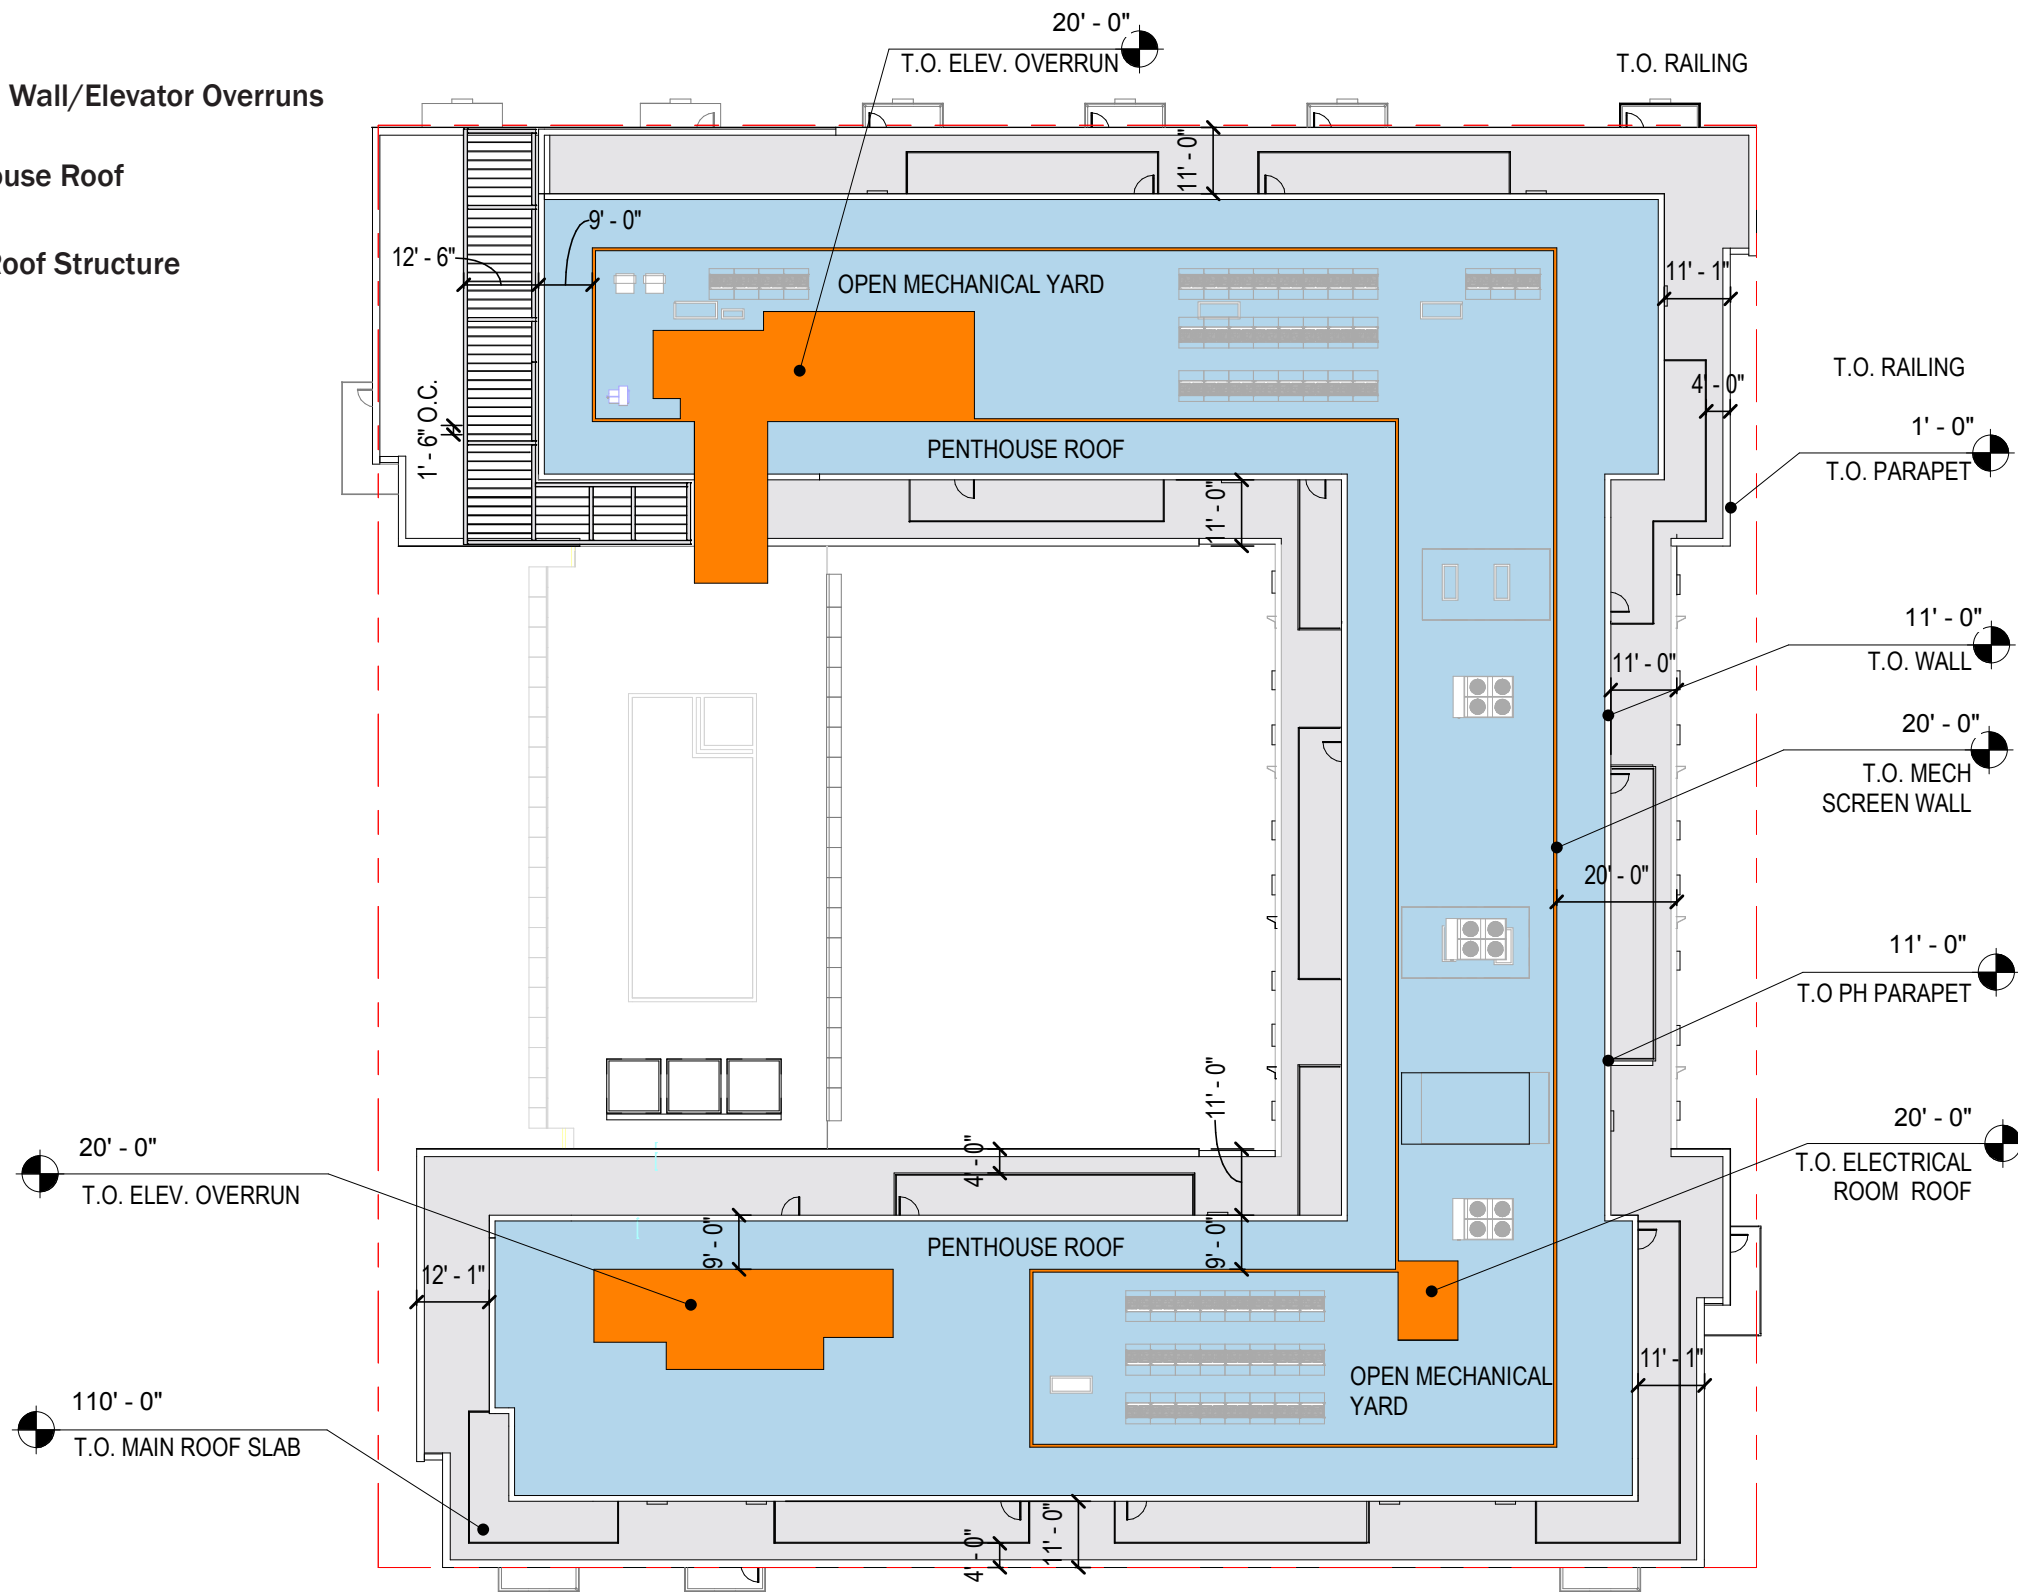 20' - 0"
T.O. ELEV. OVERRUN
T.O. RAILING
Wall/Elevator Overruns
11' - 0"
ouse Roof
9' - 0"
12' - 6"
Roof Structure
OPEN MECHANICAL YARD
11' - 1"
T.O. RAILING
4' - 0"
1' - 6" O.C.
1' - 0"
T.O. PARAPET
PENTHOUSE ROOF
11' - 0"
11' - 0"
T.O. WALL
11' - 0"
20' - 0"
T.O. MECH
SCREEN WALL
20' - 0"
11' - 0"
T.O PH PARAPET
11' - 0"
20' - 0"
T.O. ELECTRICAL
ROOM ROOF
20' - 0"
T.O. ELEV. OVERRUN
4' - 0"
9' - 0"
PENTHOUSE ROOF
9' - 0"
12' - 1"
11' - 1"
OPEN MECHANICAL
YARD
110' - 0"
T.O. MAIN ROOF SLAB
4' - 0"
11' - 0"